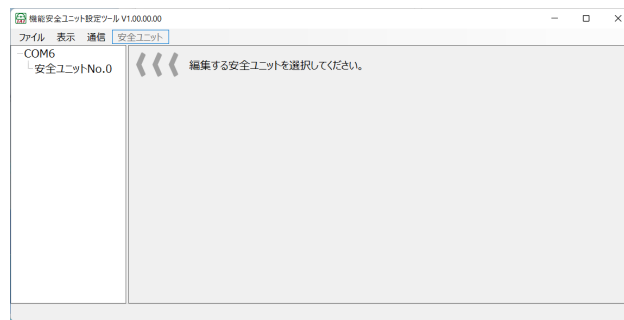 機能安全ユニット設定ツール V1.00.00.00
ファイル 表示 通信 安全ユニット
COM6
安全ユニットNo.0
編集する安全ユニットを選択してください。